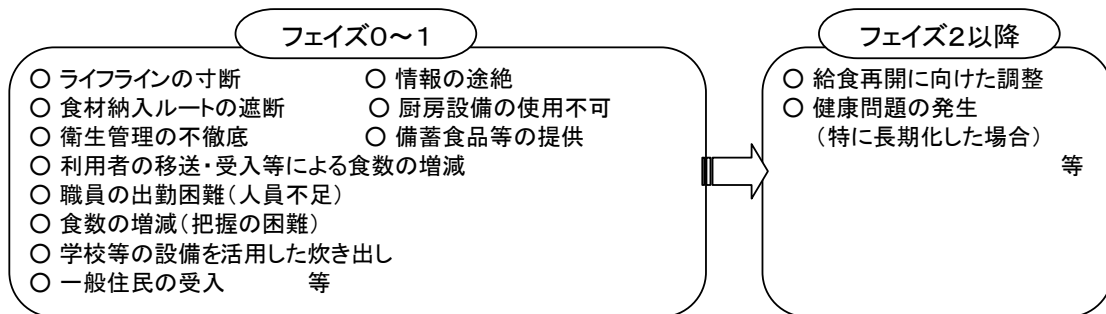 フェイズ0~1
○ ライフラインの寸断 ○ 情報の途絶
○ 食材納入ルートの遮断 ○ 厨房設備の使用不可
○ 衛生管理の不徹底 ○ 備蓄食品等の提供
○ 利用者の移送・受入等による食数の増減
○ 職員の出勤困難(人員不足)
○ 食数の増減(把握の困難)
○ 学校等の設備を活用した炊き出し
○ 一般住民の受入 等
フェイズ2以降
○ 給食再開に向けた調整
○ 健康問題の発生
(特に長期化した場合)
等